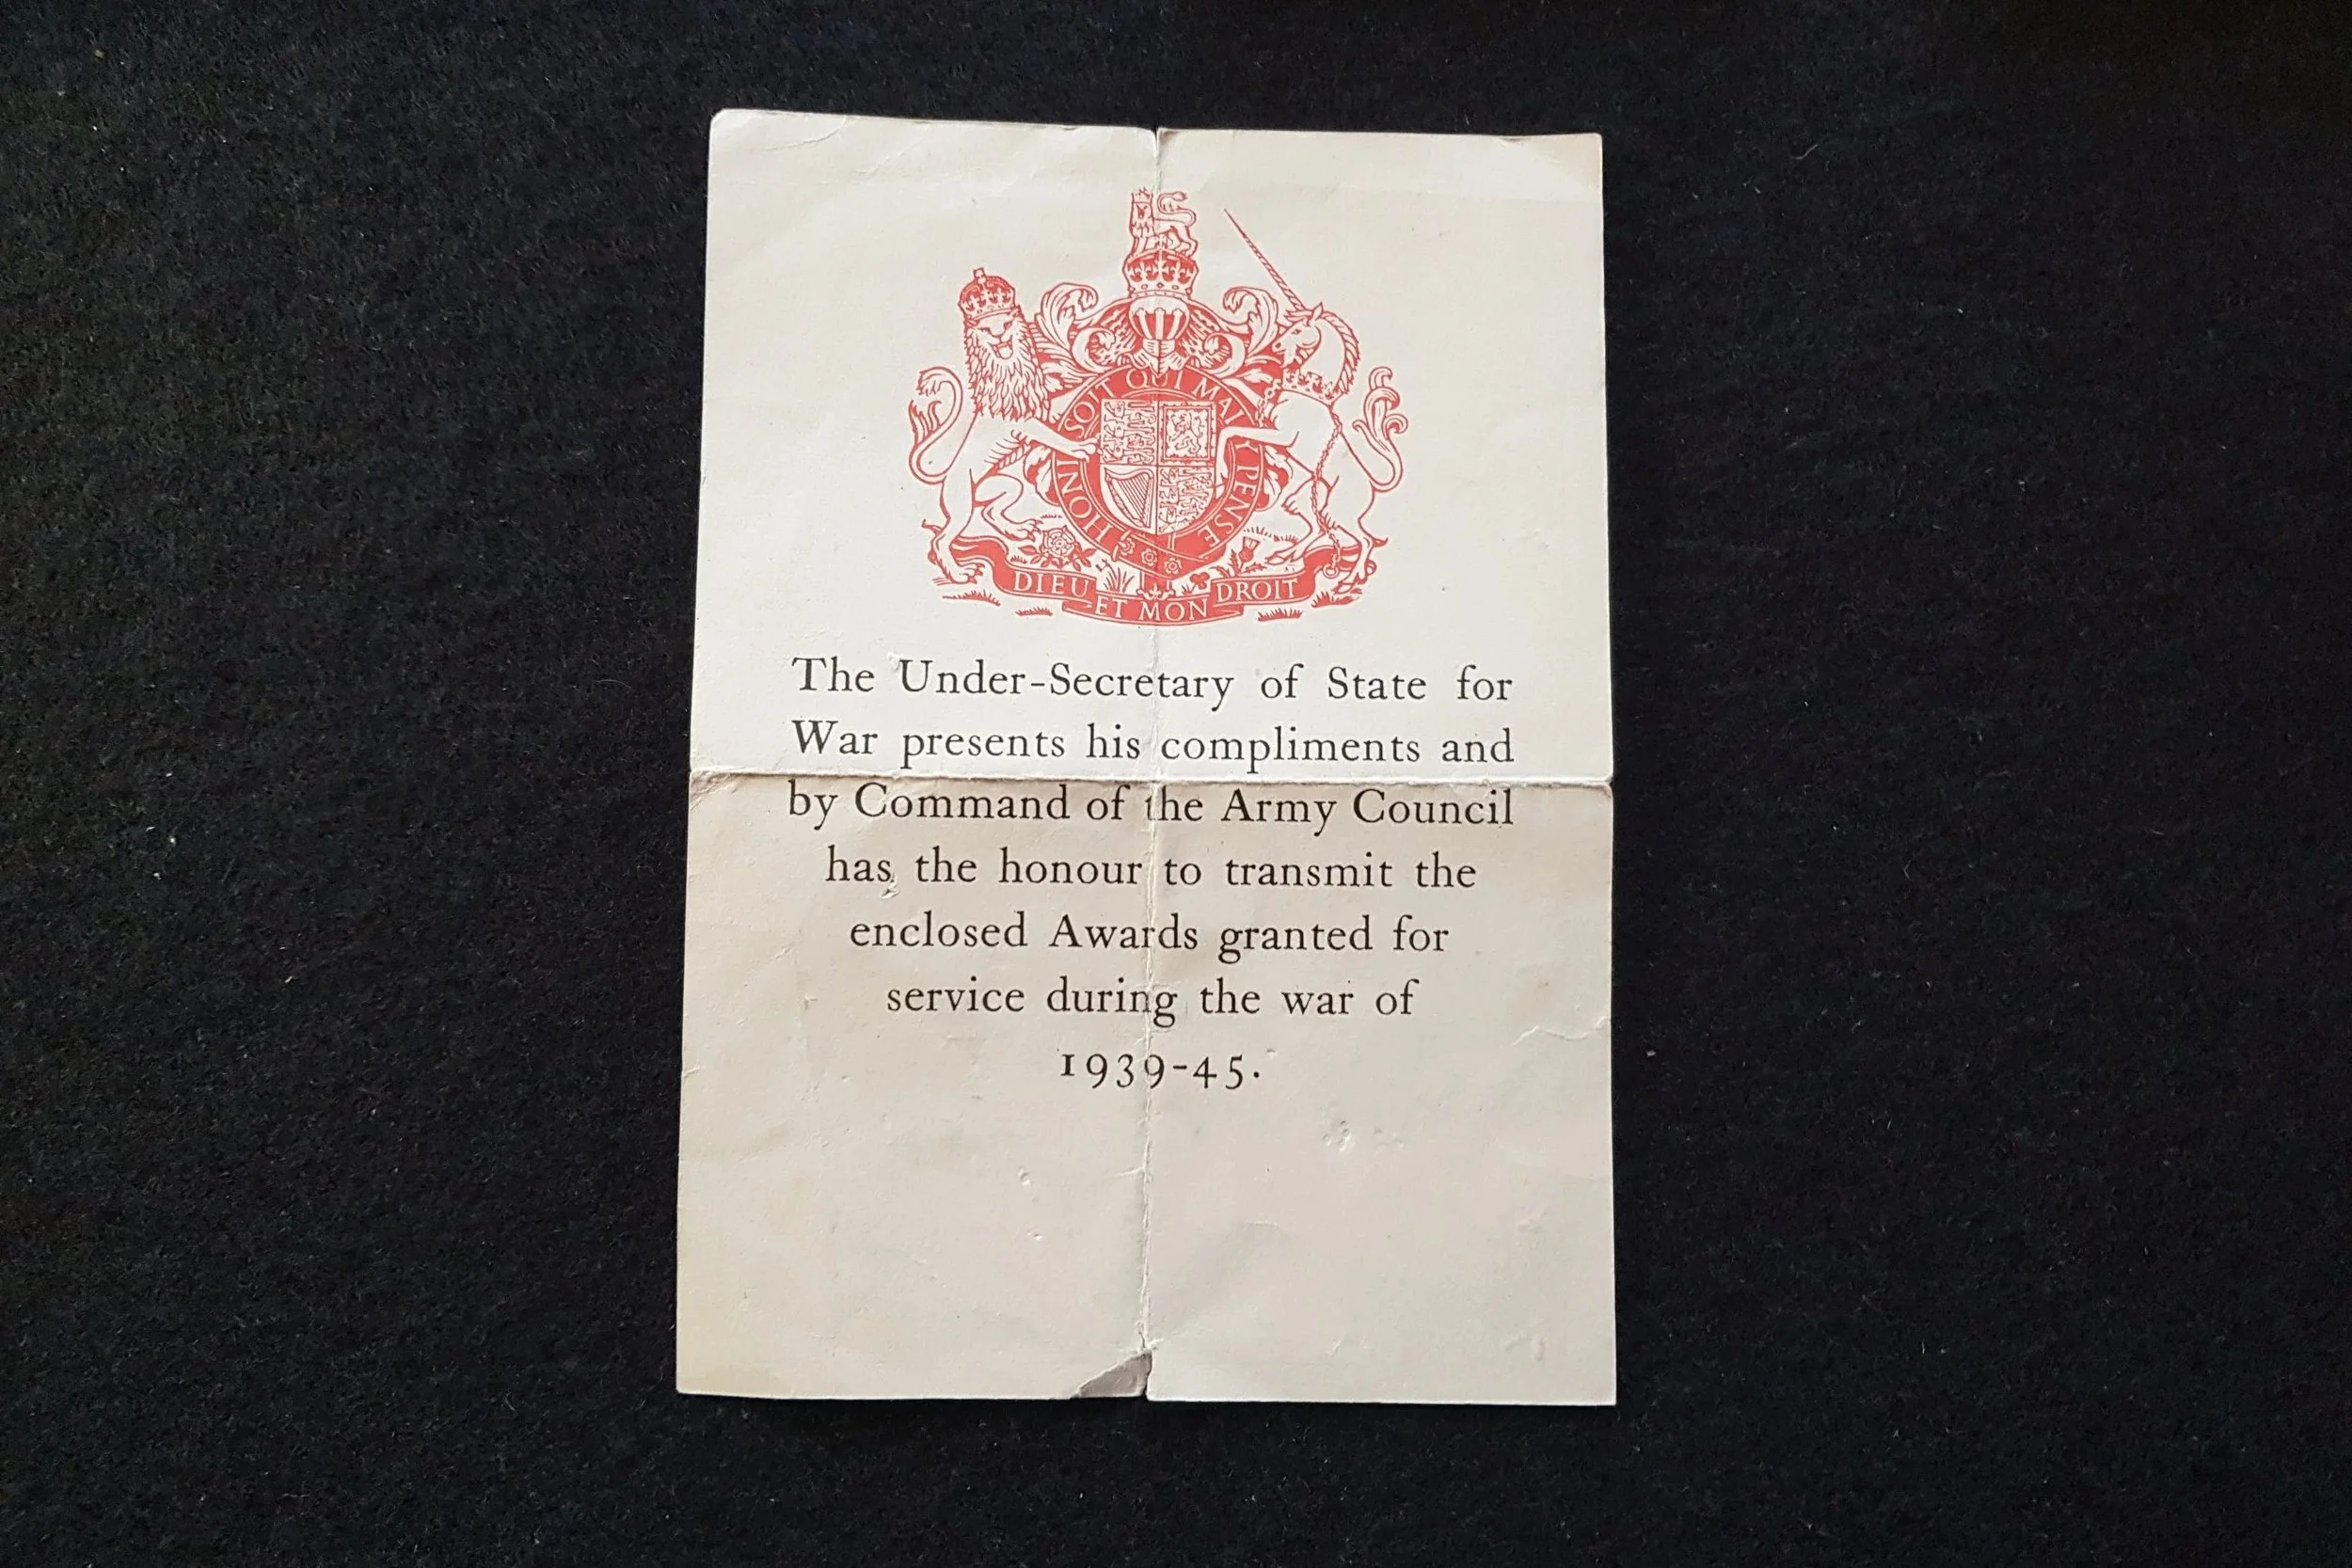 HONI SOIT QUI MAL Y PENSE
DIEU ET MON DROIT
The Under-Secretary of State for
War presents his compliments and
by Command of the Army Council
has the honour to transmit the
enclosed Awards granted for
service during the war of
1939-45.